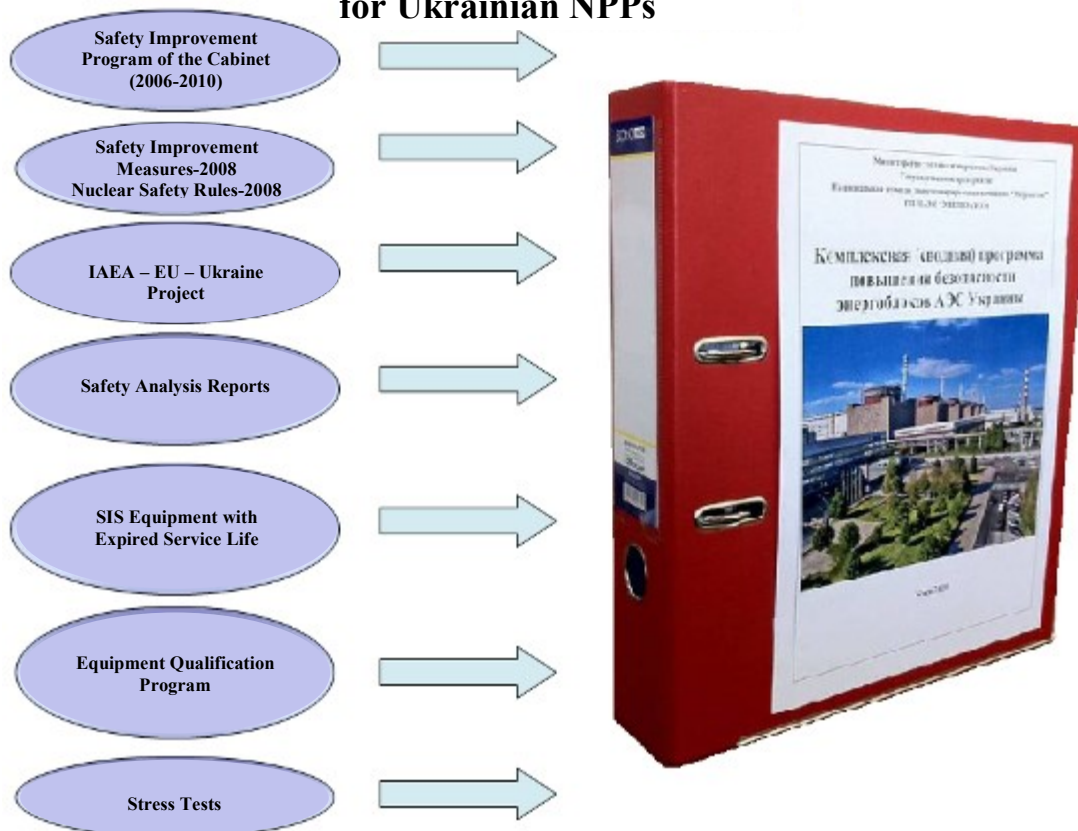 for Ukrainian NPPs
Safety Improvement
Program of the Cabinet
(2006-2010)
Safety Improvement
Measures-2008
Nuclear Safety Rules-2008
IAEA – EU – Ukraine
Project
Safety Analysis Reports
SIS Equipment with
Expired Service Life
Equipment Qualification
Program
Stress Tests
Комплексная (сводная) программа
повышения безопасности
энергоблоков АЭС Украины